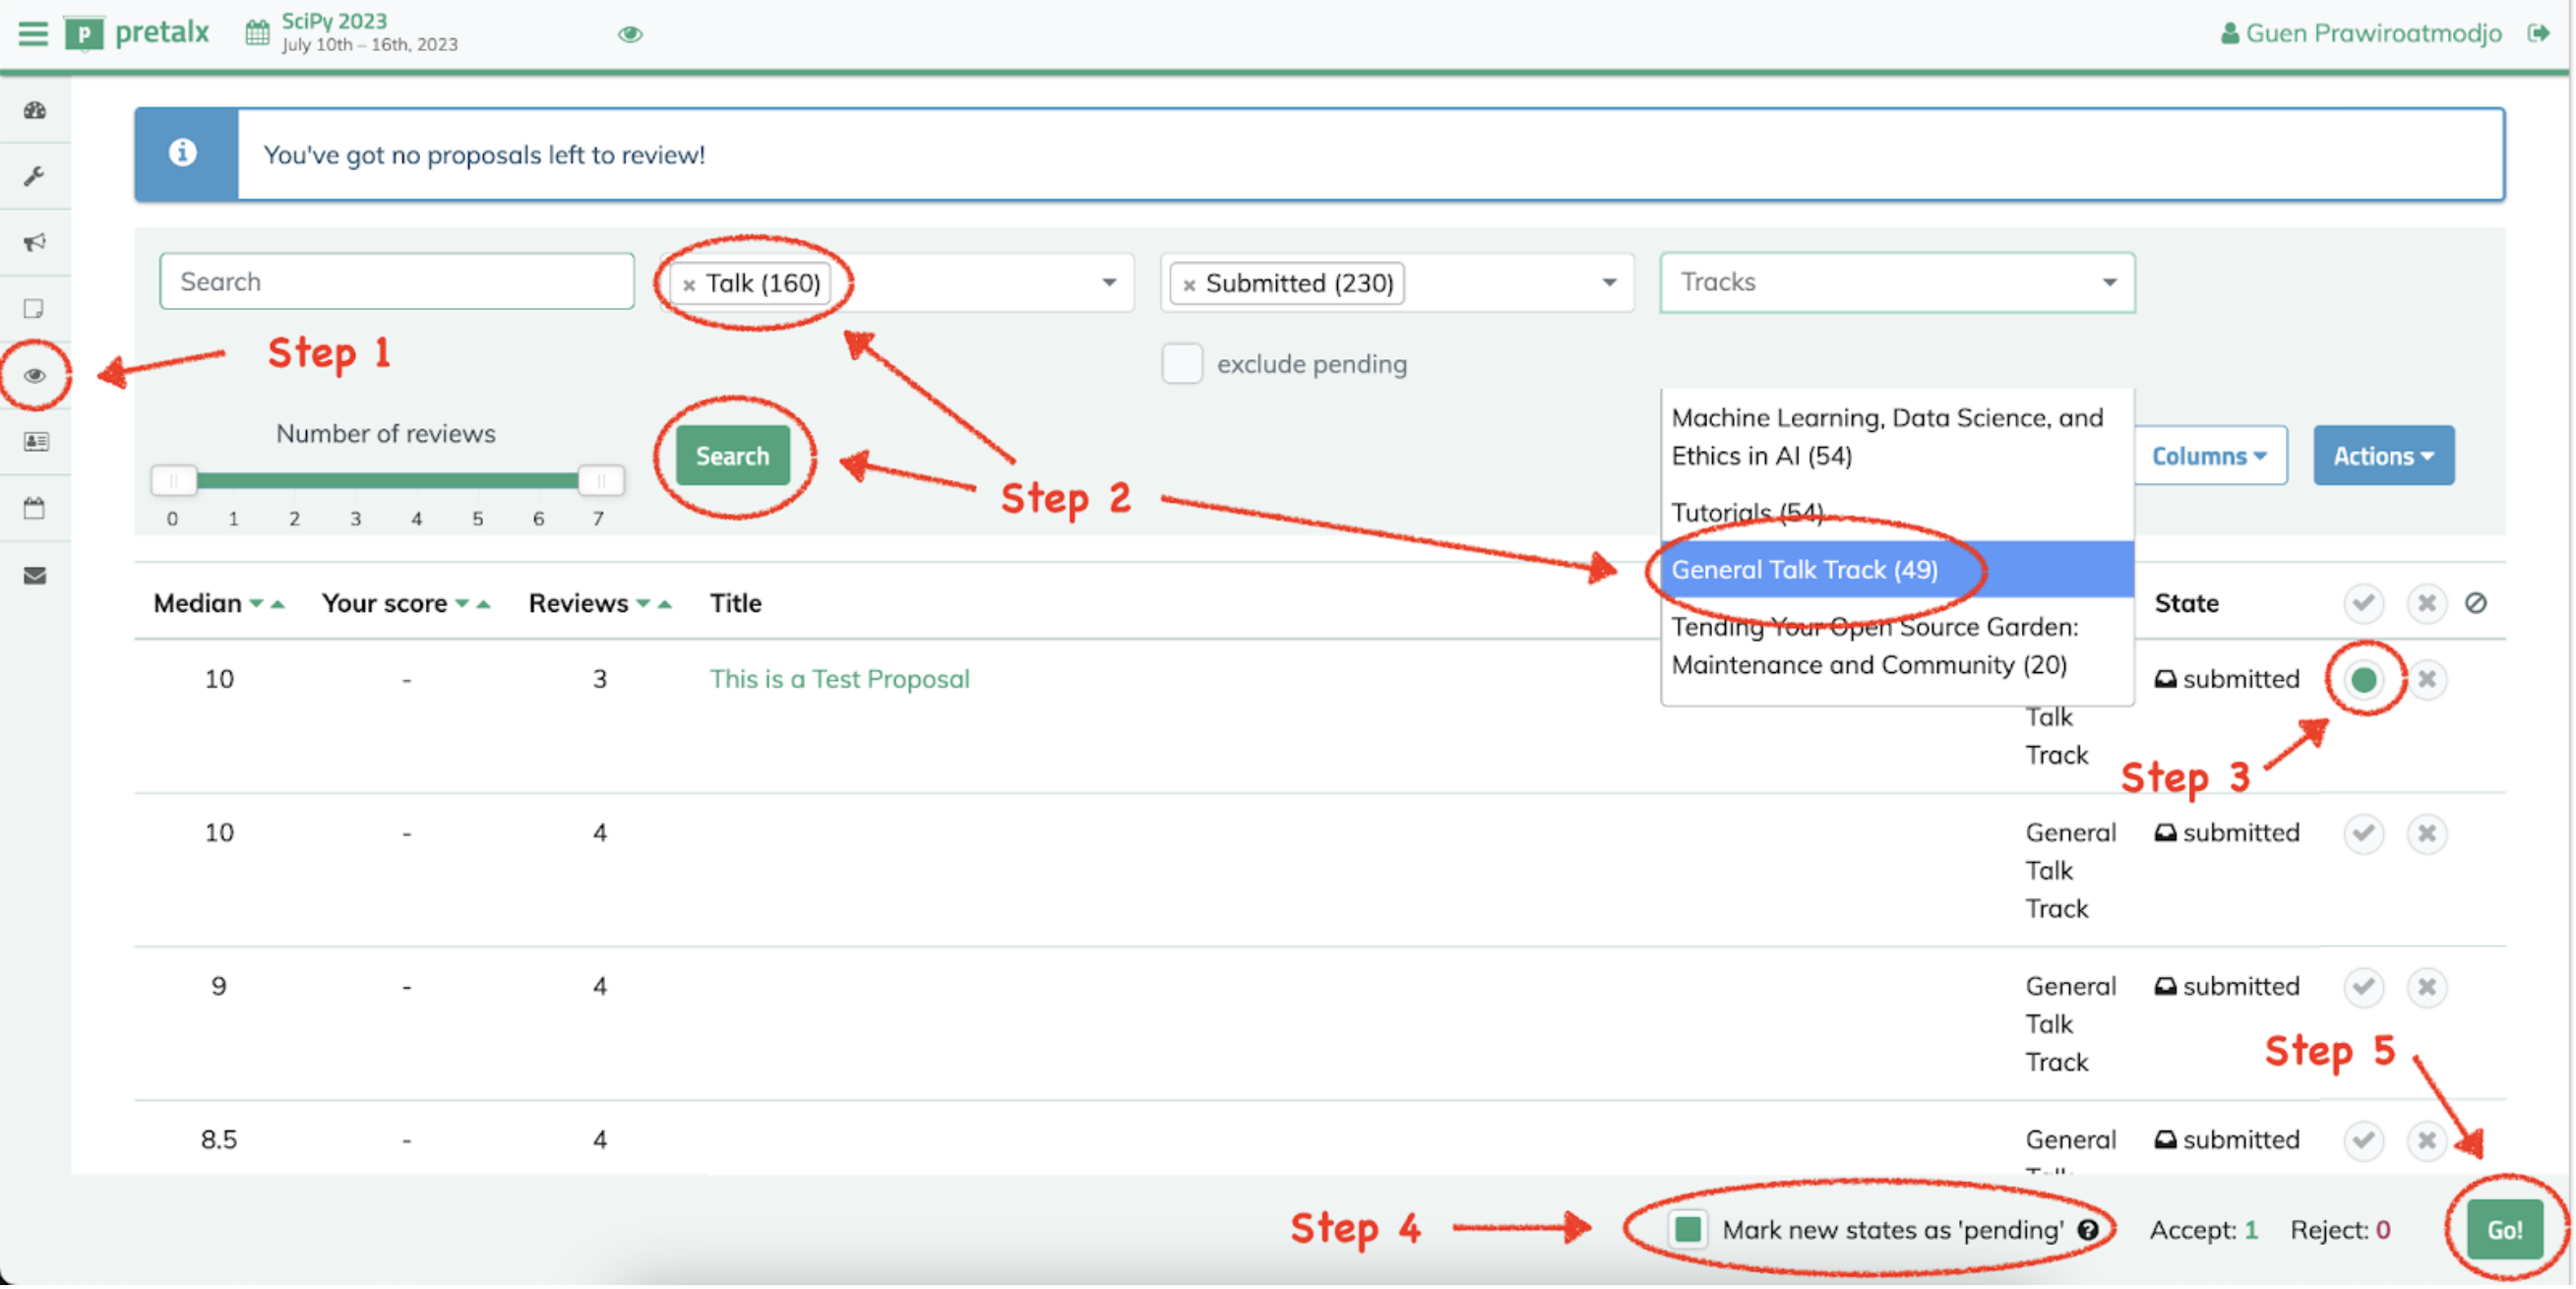 pretalx
SciPy 2023
July 10th – 16th, 2023
Guen Prawiroatmodjo
You've got no proposals left to review!
Search
× Talk (160)
× Submitted (230)
Tracks
Step 1
exclude pending
Number of reviews
0 1 2 3 4 5 6 7
Search
Step 2
Machine Learning, Data Science, and
Ethics in AI (54)
Tutorials (54)
General Talk Track (49)
Tending Your Open Source Garden:
Maintenance and Community (20)
Columns
Actions
Median Your score Reviews Title State
10 - 3 This is a Test Proposal submitted
Talk
Track
Step 3
10 - 4 General submitted
Talk
Track
9 - 4 General submitted
Talk
Track
Step 5
8.5 - 4 General submitted
Step 4
Mark new states as 'pending' Accept: 1 Reject: 0 Go!